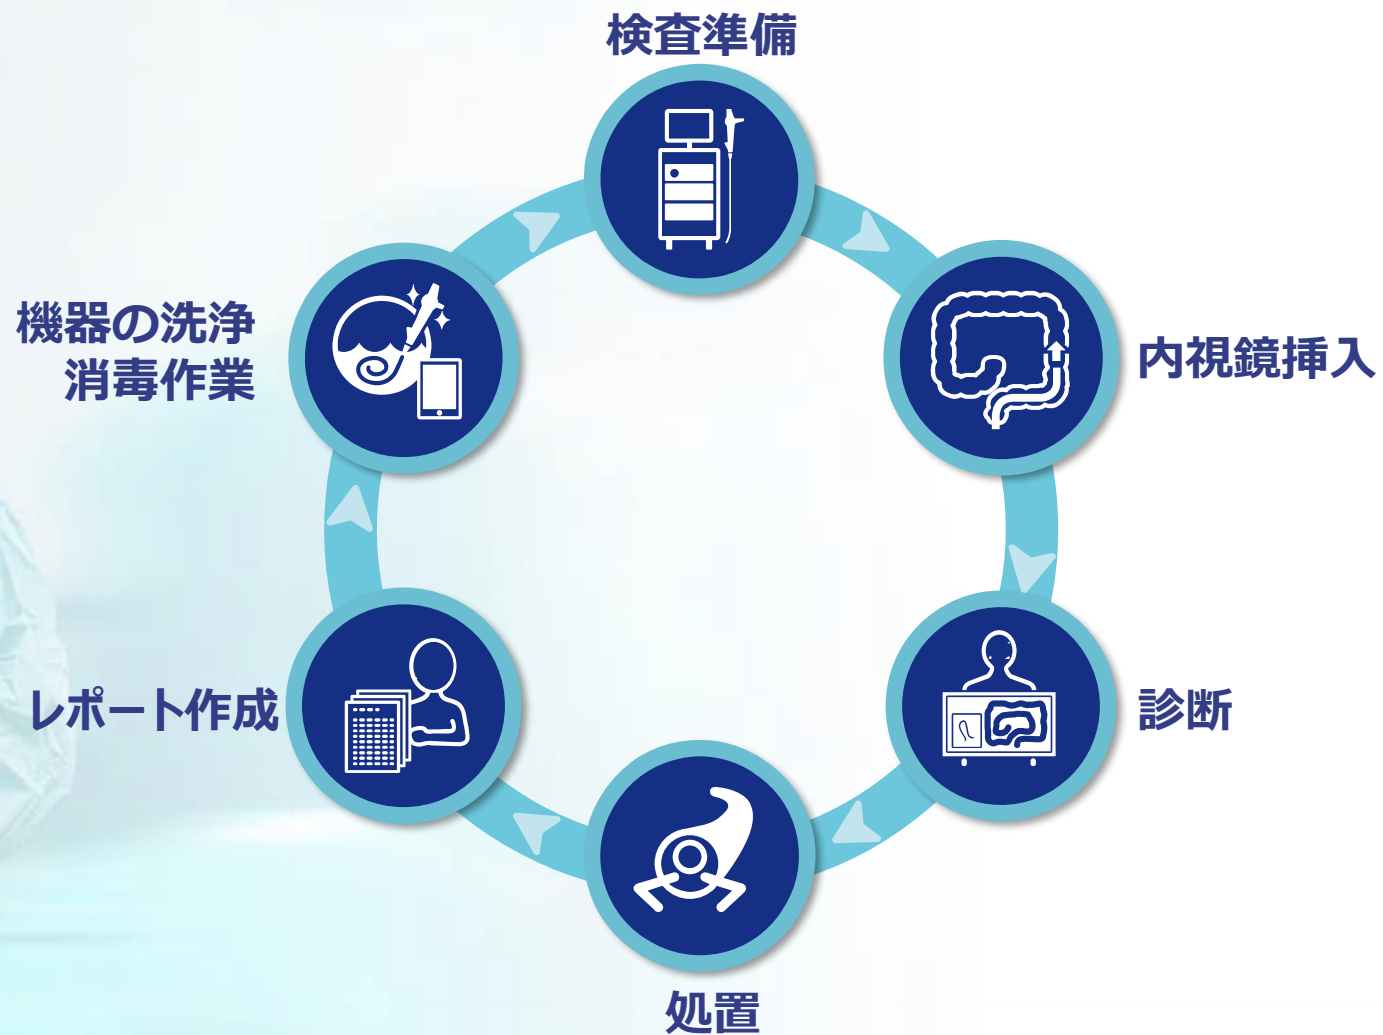 検査準備
内視鏡挿入
診断
処置
レポート作成
機器の洗浄
消毒作業